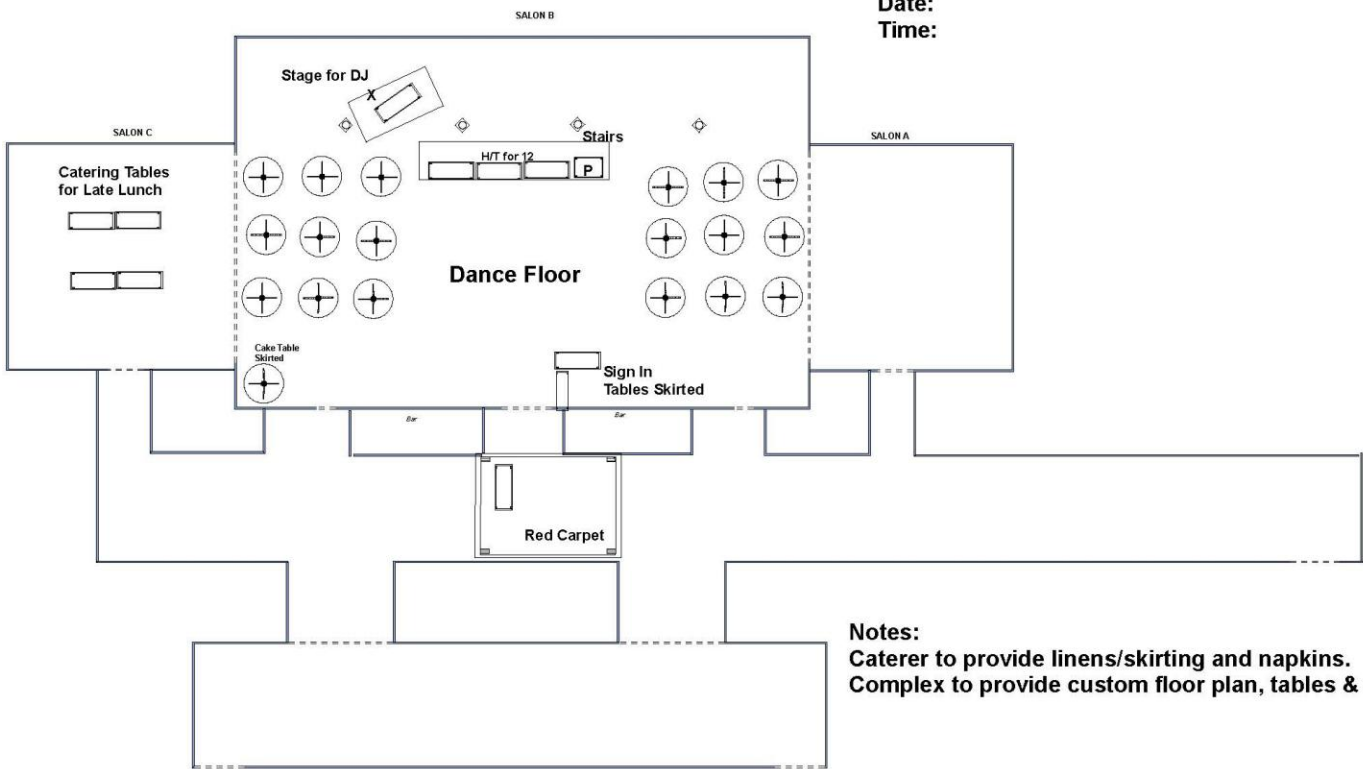 Date:
Time:
SALON B
Stage for DJ
X
Stairs
SALON C
SALON A
H/T for 12
P
Catering Tables
for Late Lunch
Dance Floor
Cake Table
Skirted
Sign In
Tables Skirted
Bar
Bar
Red Carpet
Notes:
Caterer to provide linens/skirting and napkins.
Complex to provide custom floor plan, tables &